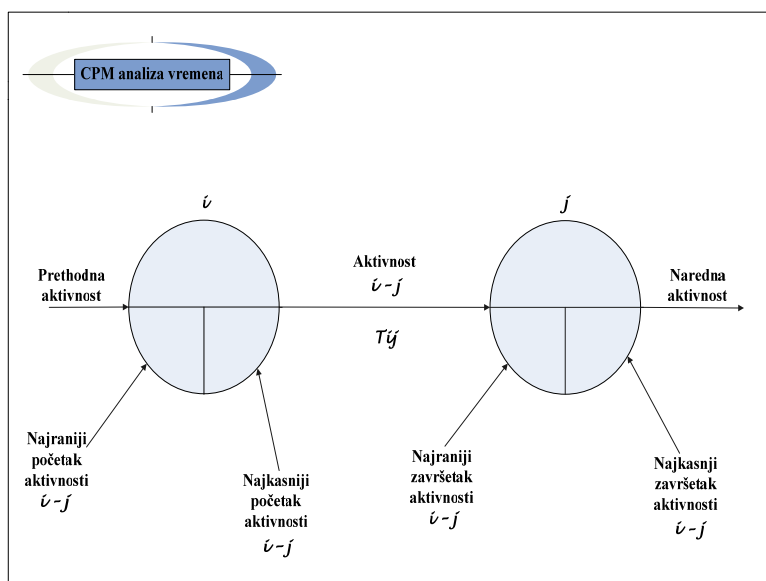 CPM analiza vremena
i
j
Prethodna
aktivnost
Aktivnost
i-j
Tij
Naredna
aktivnost
Najraniji
početak
aktivnosti
i-j
Najkasniji
početak
aktivnosti
i-j
Najraniji
završetak
aktivnosti
i-j
Najkasnji
završetak
aktivnosti
i-j